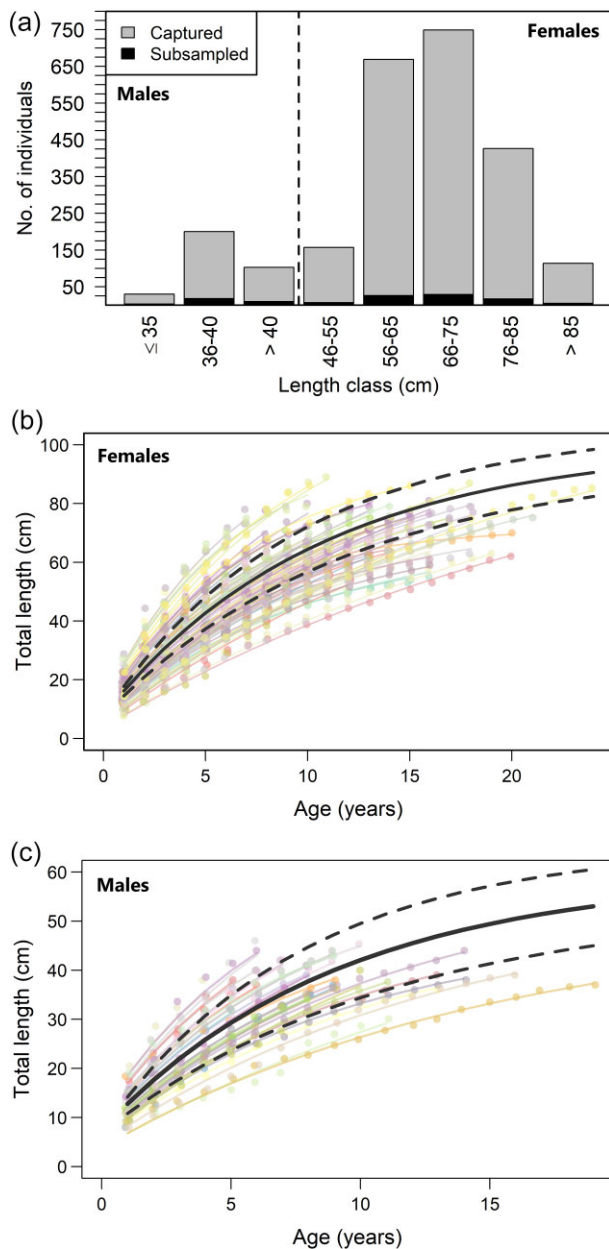 (a)
Captured
Subsampled
Females
Males
No. of individuals
750
650
550
450
350
250
150
50
≤ 35
36-40
> 40
46-55
56-65
66-75
76-85
> 85
Length class (cm)
(b)
Females
Total length (cm)
100
80
60
40
20
0
0 5 10 15 20
Age (years)
(c)
Males
Total length (cm)
60
50
40
30
20
10
0
0 5 10 15
Age (years)